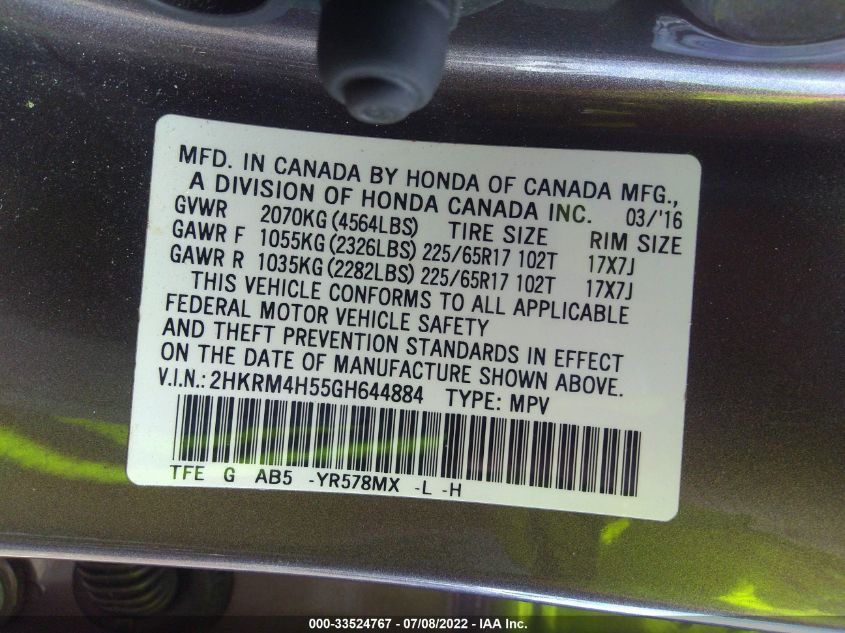 MFD. IN CANADA BY HONDA OF CANADA MFG.,
A DIVISION OF HONDA CANADA INC. 03/'16
GVWR 2070KG (4564LBS) TIRE SIZE RIM SIZE
GAWR F 1055KG (2326LBS) 225/65R17 102T 17X7J
GAWR R 1035KG (2282LBS) 225/65R17 102T 17X7J
THIS VEHICLE CONFORMS TO ALL APPLICABLE
FEDERAL MOTOR VEHICLE SAFETY
AND THEFT PREVENTION STANDARDS IN EFFECT
ON THE DATE OF MANUFACTURE SHOWN ABOVE.
V.I.N.: 2HKRM4H55GH644884 TYPE: MPV
TFE G AB5 -YR578MX -L -H
000-33524767 - 07/08/2022 - IAA Inc.